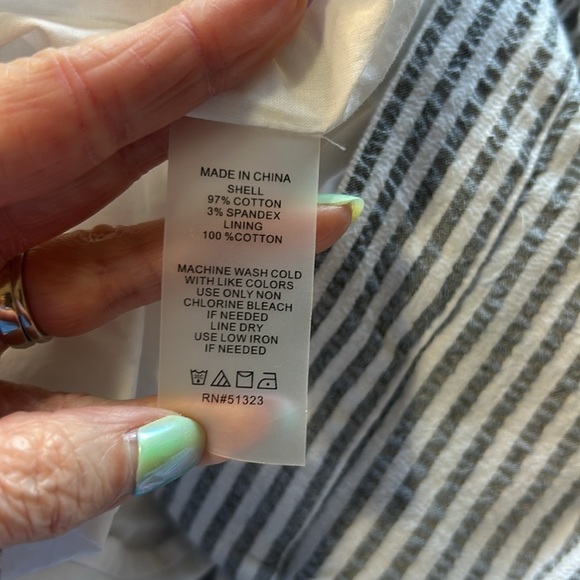 MADE IN CHINA
SHELL
97% COTTON
3% SPANDEX
LINING
100 %COTTON
MACHINE WASH COLD
WITH LIKE COLORS
USE ONLY NON
CHLORINE BLEACH
IF NEEDED
LINE DRY
USE LOW IRON
IF NEEDED
RN#51323